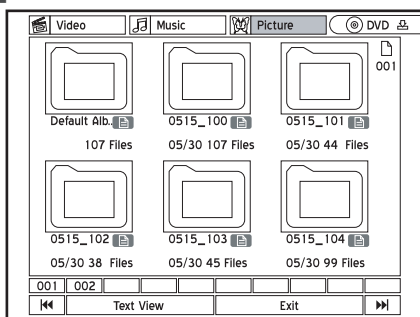 Video Music Picture DVD
001
Default Alb.. 0515_100 0515_101
107 Files 05/30 107 Files 05/30 44 Files
0515_102 0515_103 0515_104
05/30 38 Files 05/30 45 Files 05/30 99 Files
001 002
Text View Exit